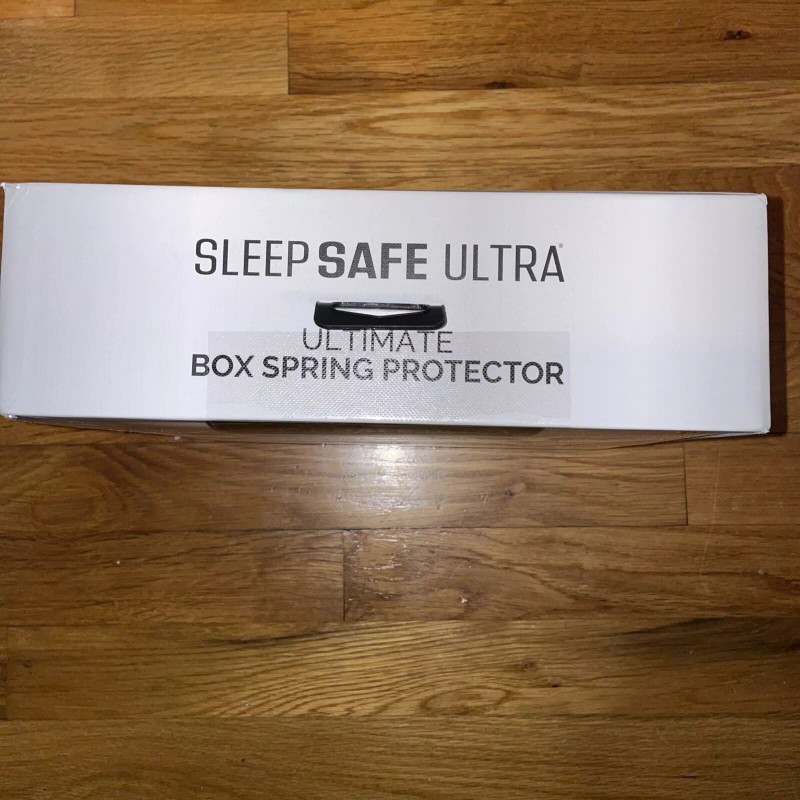 SLEEP SAFE ULTRA®
ULTIMATE
BOX SPRING PROTECTOR